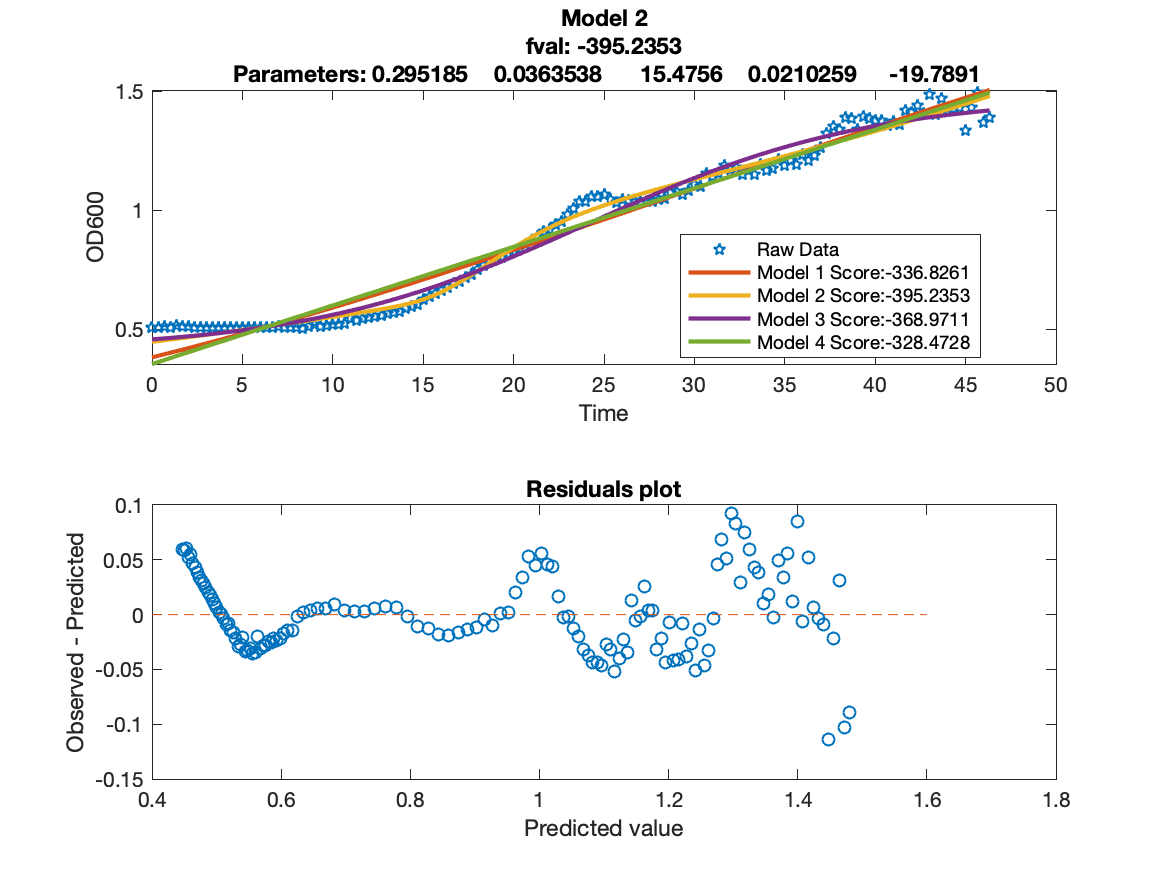 Model 2
fval: -395.2353
Parameters: 0.295185 0.0363538 15.4756 0.0210259 -19.7891
1.5
1
0.5
OD600
Raw Data
Model 1 Score:-336.8261
Model 2 Score:-395.2353
Model 3 Score:-368.9711
Model 4 Score:-328.4728
0 5 10 15 20 25 30 35 40 45 50
Time
Residuals plot
0.1
0.05
0
-0.05
-0.1
-0.15
Observed - Predicted
0.4 0.6 0.8 1 1.2 1.4 1.6 1.8
Predicted value